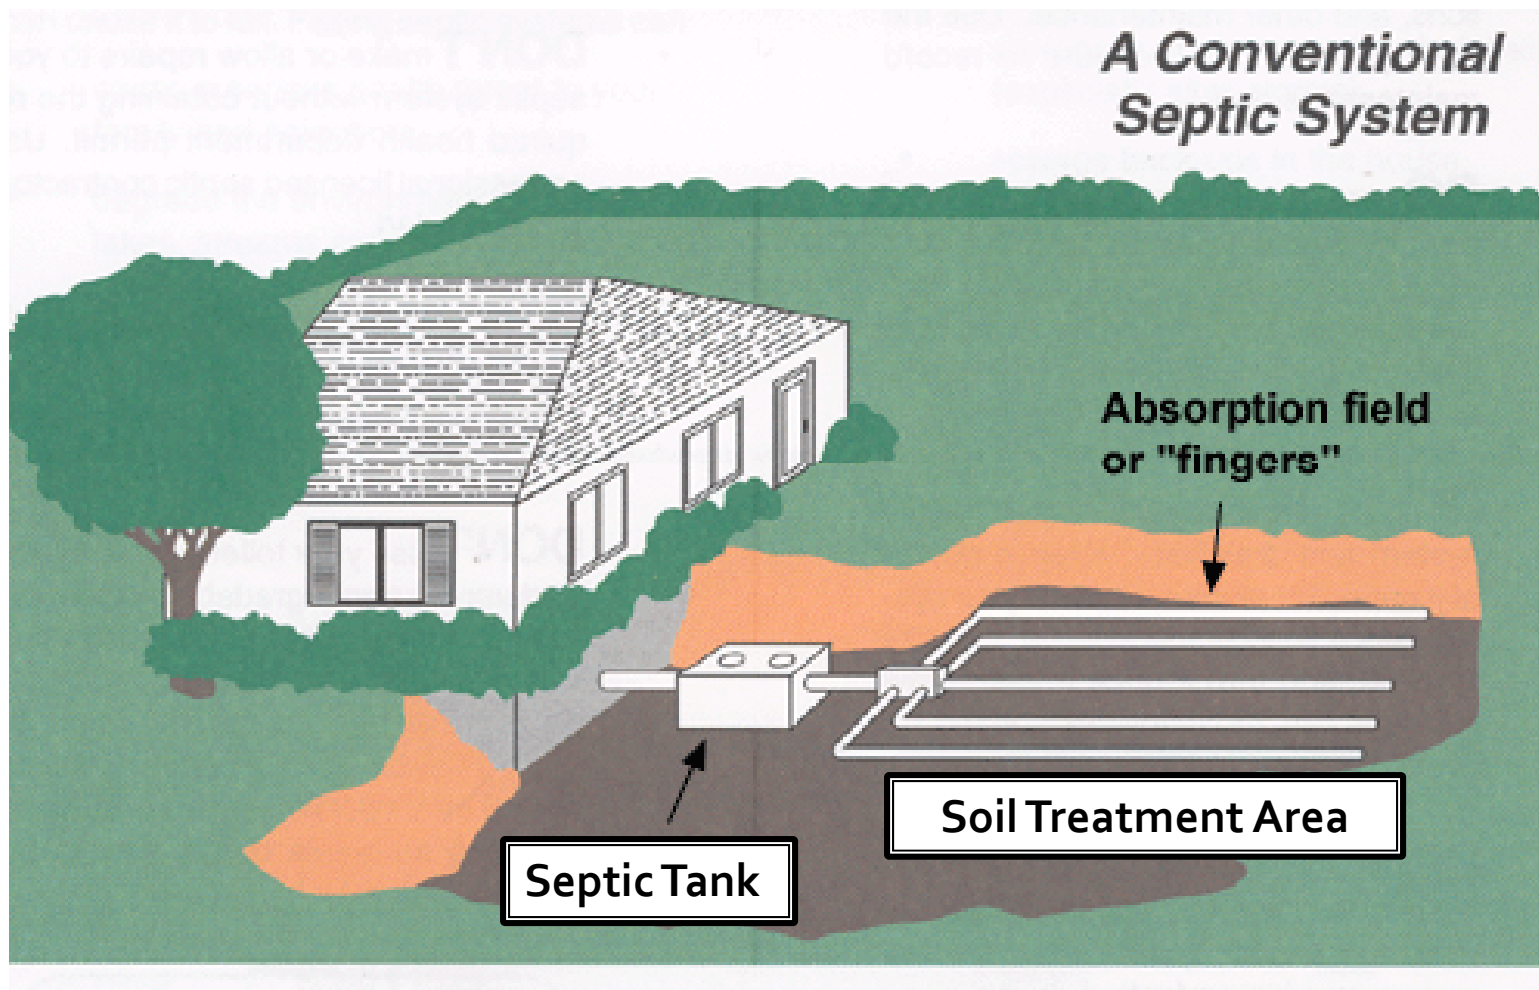 A Conventional
Septic System
Absorption field
or "fingers"
Soil Treatment Area
Septic Tank